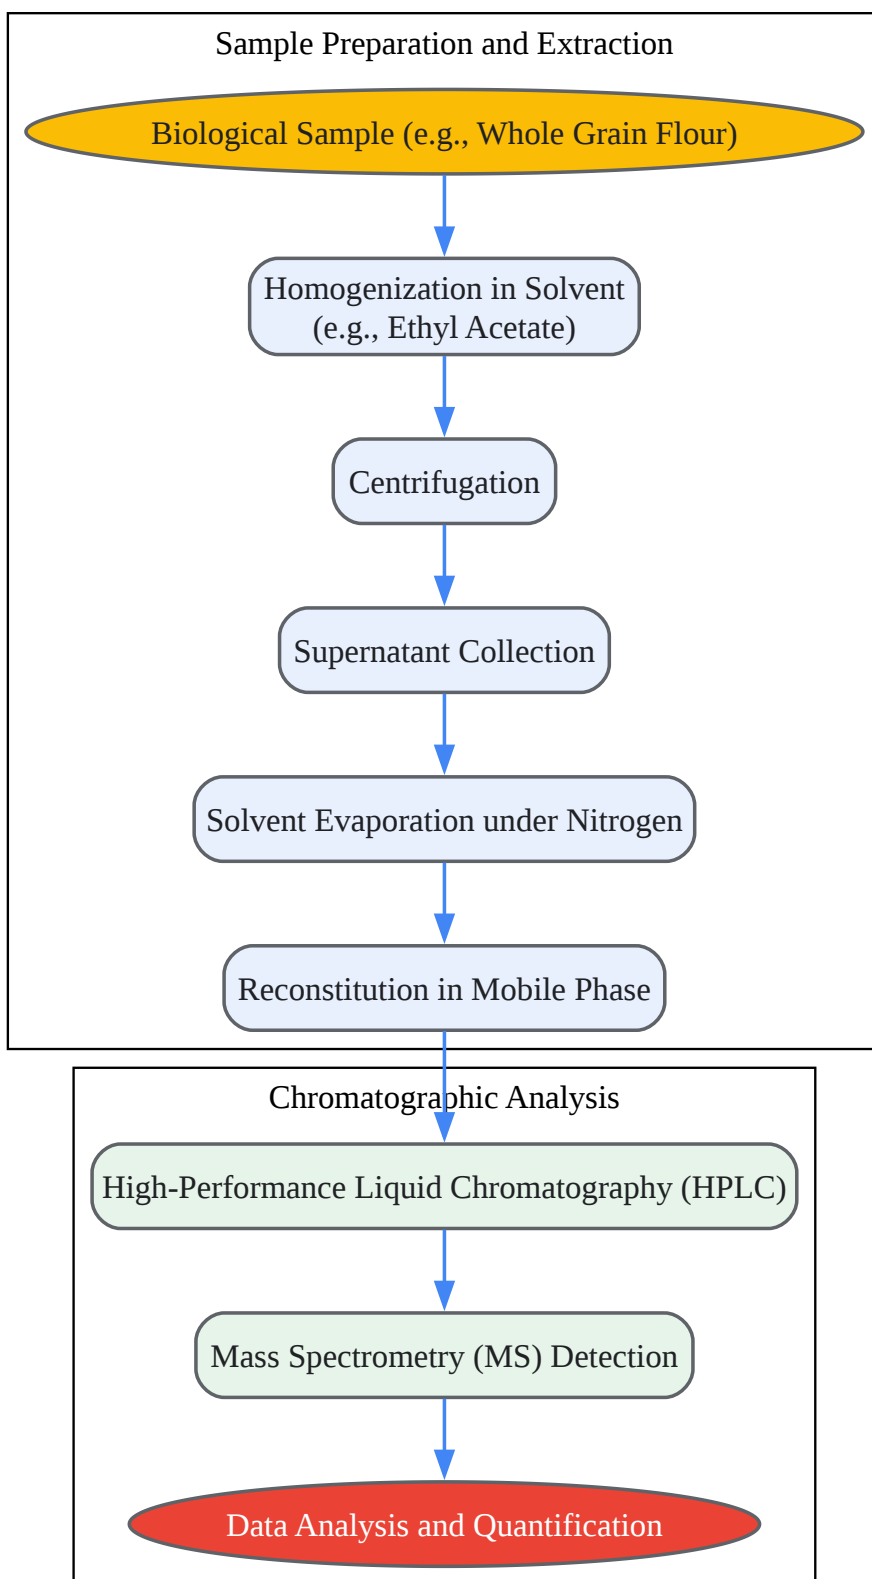 Sample Preparation and Extraction
Biological Sample (e.g., Whole Grain Flour)
Homogenization in Solvent
(e.g., Ethyl Acetate)
Centrifugation
Supernatant Collection
Solvent Evaporation under Nitrogen
Reconstitution in Mobile Phase
Chromatographic Analysis
High-Performance Liquid Chromatography (HPLC)
Mass Spectrometry (MS) Detection
Data Analysis and Quantification